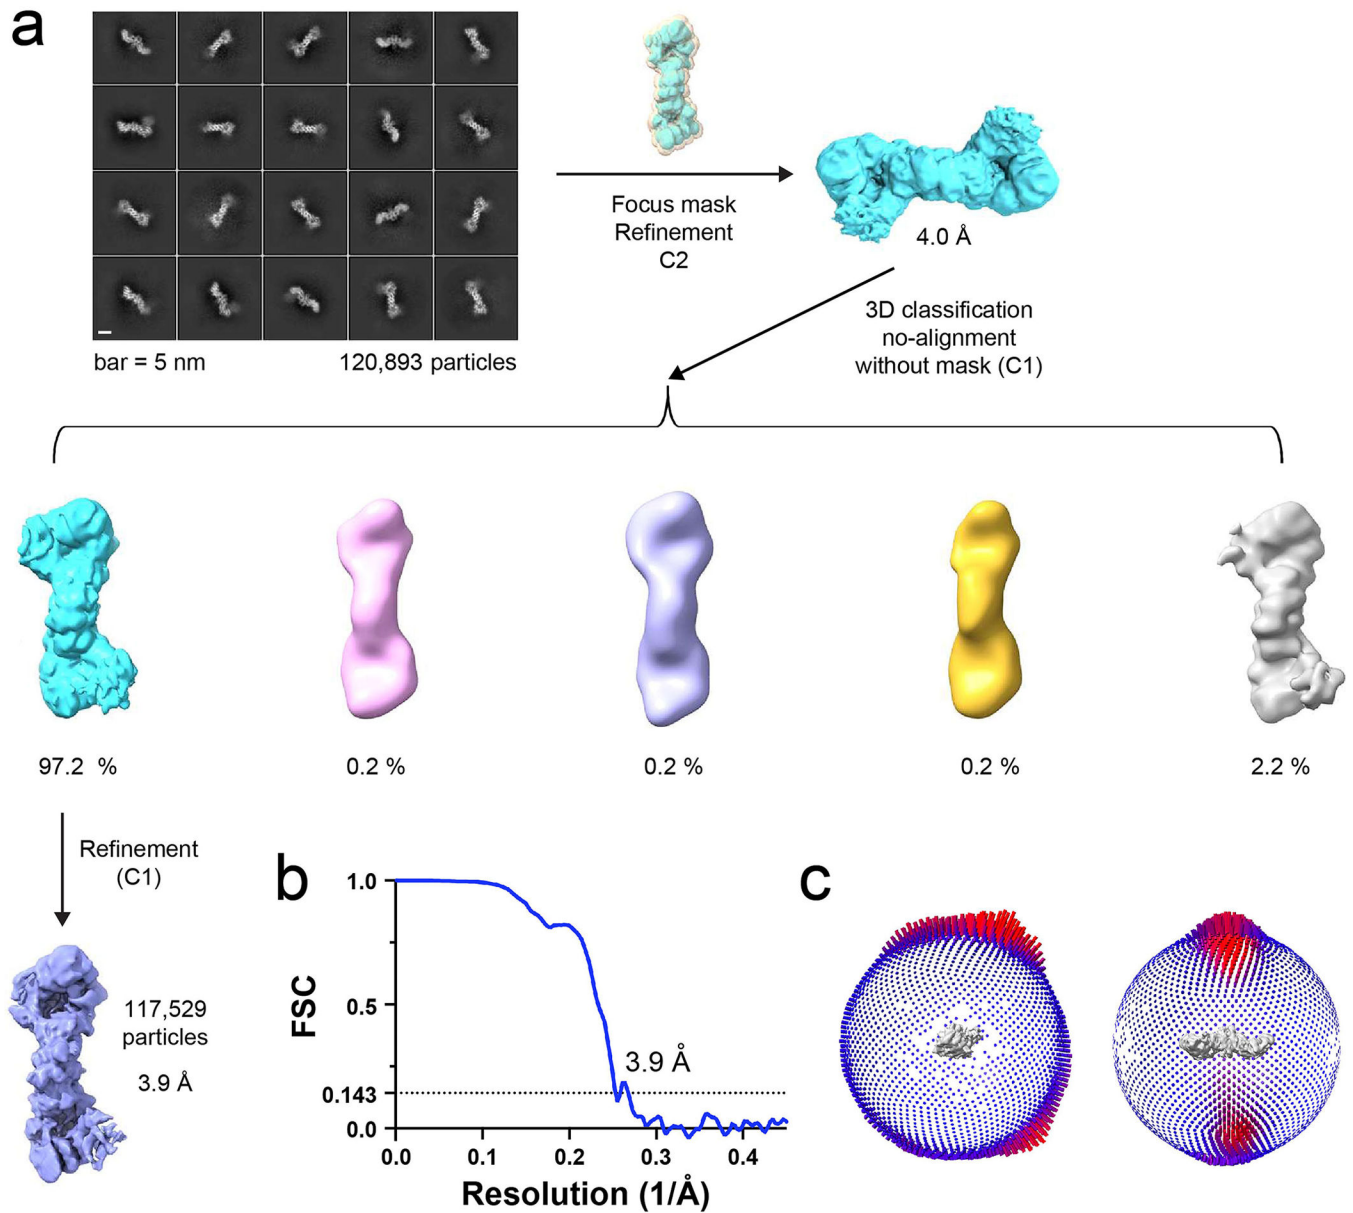 a
bar = 5 nm
120,893 particles
Focus mask
Refinement
C2
4.0 Å
3D classification
no-alignment
without mask (C1)
97.2 %
0.2 %
0.2 %
0.2 %
2.2 %
Refinement
(C1)
117,529
particles
3.9 Å
b
FSC
1.0
0.5
0.143
0.0
3.9 Å
0.0
0.1
0.2
0.3
0.4
Resolution (1/Å)
c